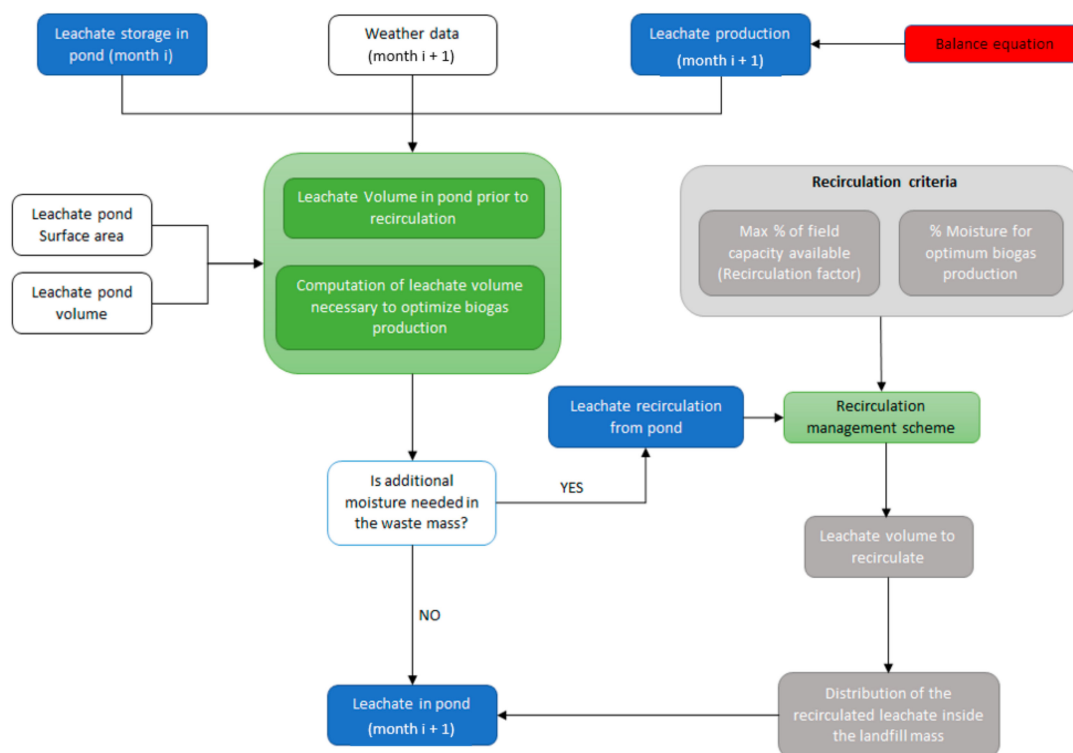 Leachate storage in
pond (month i)
Weather data
(month i + 1)
Leachate production
(month i + 1)
Balance equation
Leachate Volume in pond prior to
recirculation
Computation of leachate volume
necessary to optimize biogas
production
Leachate pond
Surface area
Leachate pond
volume
Recirculation criteria
Max % of field
capacity available
(Recirculation factor)
% Moisture for
optimum biogas
production
Leachate recirculation
from pond
Recirculation
management scheme
Is additional
moisture needed in
the waste mass?
YES
NO
Leachate volume to
recirculate
Leachate in pond
(month i + 1)
Distribution of the
recirculated leachate inside
the landfill mass